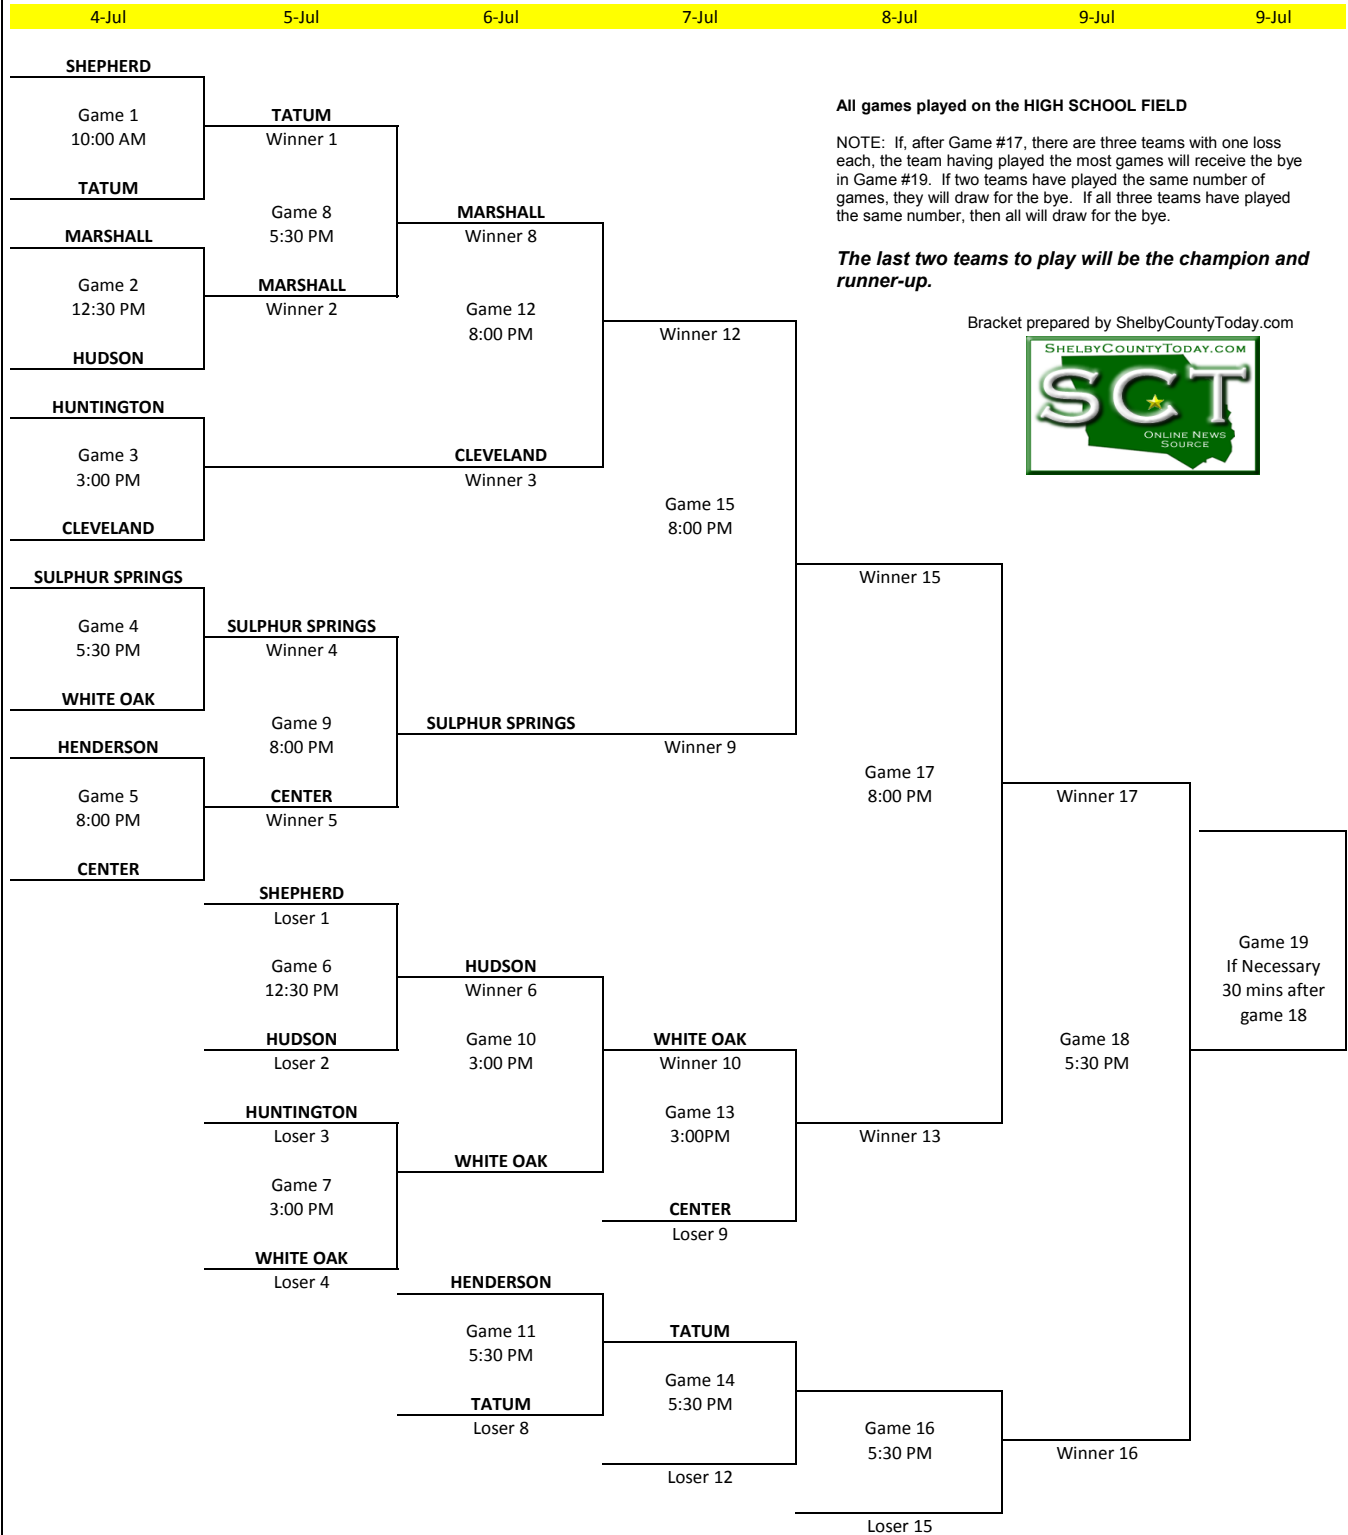 4-Jul 5-Jul 6-Jul 7-Jul 8-Jul 9-Jul 9-Jul
SHEPHERD
Game 1
10:00 AM
TATUM
MARSHALL
Game 2
12:30 PM
HUDSON
HUNTINGTON
Game 3
3:00 PM
CLEVELAND
SULPHUR SPRINGS
Game 4
5:30 PM
WHITE OAK
HENDERSON
Game 5
8:00 PM
CENTER
TATUM
Winner 1
Game 8
5:30 PM
MARSHALL
Winner 2
SULPHUR SPRINGS
Winner 4
Game 9
8:00 PM
CENTER
Winner 5
SHEPHERD
Loser 1
Game 6
12:30 PM
HUDSON
Loser 2
HUNTINGTON
Loser 3
Game 7
3:00 PM
WHITE OAK
Loser 4
MARSHALL
Winner 8
Game 12
8:00 PM
CLEVELAND
Winner 3
SULPHUR SPRINGS
HUDSON
Winner 6
Game 10
3:00 PM
WHITE OAK
HENDERSON
Game 11
5:30 PM
TATUM
Loser 8
Winner 12
Game 15
8:00 PM
Winner 9
WHITE OAK
Winner 10
Game 13
3:00PM
CENTER
Loser 9
TATUM
Game 14
5:30 PM
Loser 12
All games played on the HIGH SCHOOL FIELD
NOTE: If, after Game #17, there are three teams with one loss
each, the team having played the most games will receive the bye
in Game #19. If two teams have played the same number of
games, they will draw for the bye. If all three teams have played
the same number, then all will draw for the bye.
The last two teams to play will be the champion and
runner-up.
Bracket prepared by ShelbyCountyToday.com
SHELBYCOUNTYTODAY.COM
SCT
ONLINE NEWS
SOURCE
Winner 15
Game 17
8:00 PM
Winner 13
Game 16
5:30 PM
Loser 15
Winner 17
Game 18
5:30 PM
Winner 16
Game 19
If Necessary
30 mins after
game 18